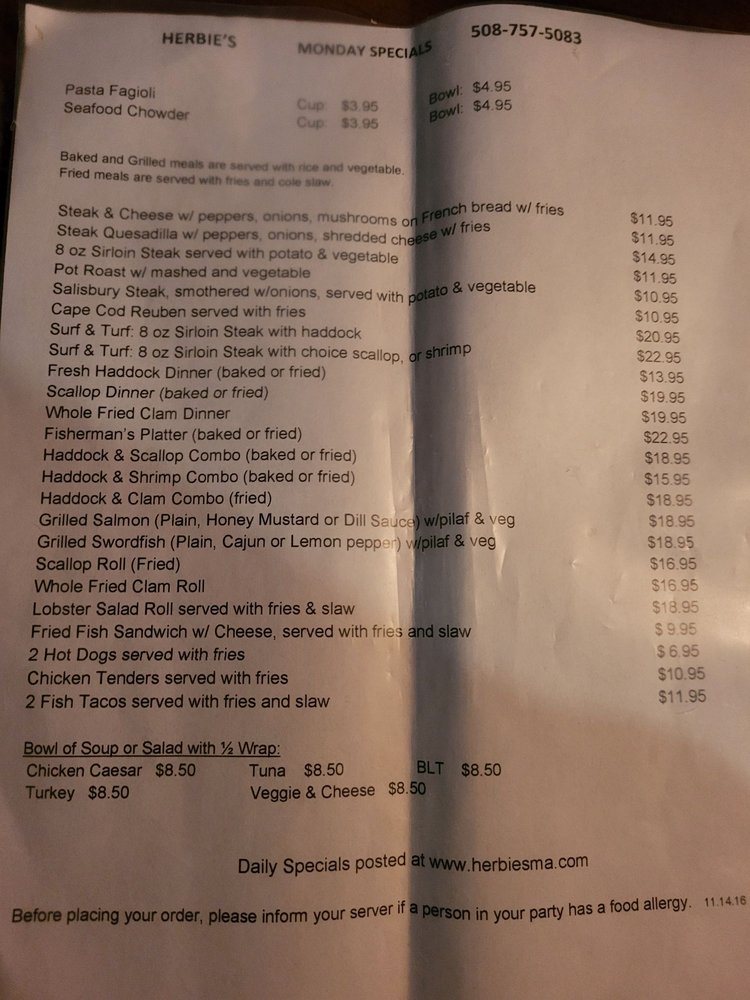 HERBIE'S MONDAY SPECIALS 508-757-5083
Pasta Fagioli Cup: $3.95 Bowl: $4.95
Seafood Chowder Cup: $3.95 Bowl: $4.95
Baked and Grilled meals are served with rice and vegetable.
Fried meals are served with fries and cole slaw.
Steak & Cheese w/ peppers, onions, mushrooms on French bread w/ fries $11.95
Steak Quesadilla w/ peppers, onions, shredded cheese w/ fries $11.95
8 oz Sirloin Steak served with potato & vegetable $14.95
Pot Roast w/ mashed and vegetable $11.95
Salisbury Steak, smothered w/onions, served with potato & vegetable $10.95
Cape Cod Reuben served with fries $10.95
Surf & Turf: 8 oz Sirloin Steak with haddock $20.95
Surf & Turf: 8 oz Sirloin Steak with choice scallop, or shrimp $22.95
Fresh Haddock Dinner (baked or fried) $13.95
Scallop Dinner (baked or fried) $19.95
Whole Fried Clam Dinner $19.95
Fisherman's Platter (baked or fried) $22.95
Haddock & Scallop Combo (baked or fried) $18.95
Haddock & Shrimp Combo (baked or fried) $15.95
Haddock & Clam Combo (fried) $18.95
Grilled Salmon (Plain, Honey Mustard or Dill Sauce) w/pilaf & veg $18.95
Grilled Swordfish (Plain, Cajun or Lemon pepper) w/pilaf & veg $18.95
Scallop Roll (Fried) $16.95
Whole Fried Clam Roll $16.95
Lobster Salad Roll served with fries & slaw $18.95
Fried Fish Sandwich w/ Cheese, served with fries and slaw $ 9.95
2 Hot Dogs served with fries $ 6.95
Chicken Tenders served with fries $10.95
2 Fish Tacos served with fries and slaw $11.95
Bowl of Soup or Salad with ½ Wrap:
Chicken Caesar $8.50 Tuna $8.50 BLT $8.50
Turkey $8.50 Veggie & Cheese $8.50
Daily Specials posted at www.herbiesma.com
Before placing your order, please inform your server if a person in your party has a food allergy. 11.14.16